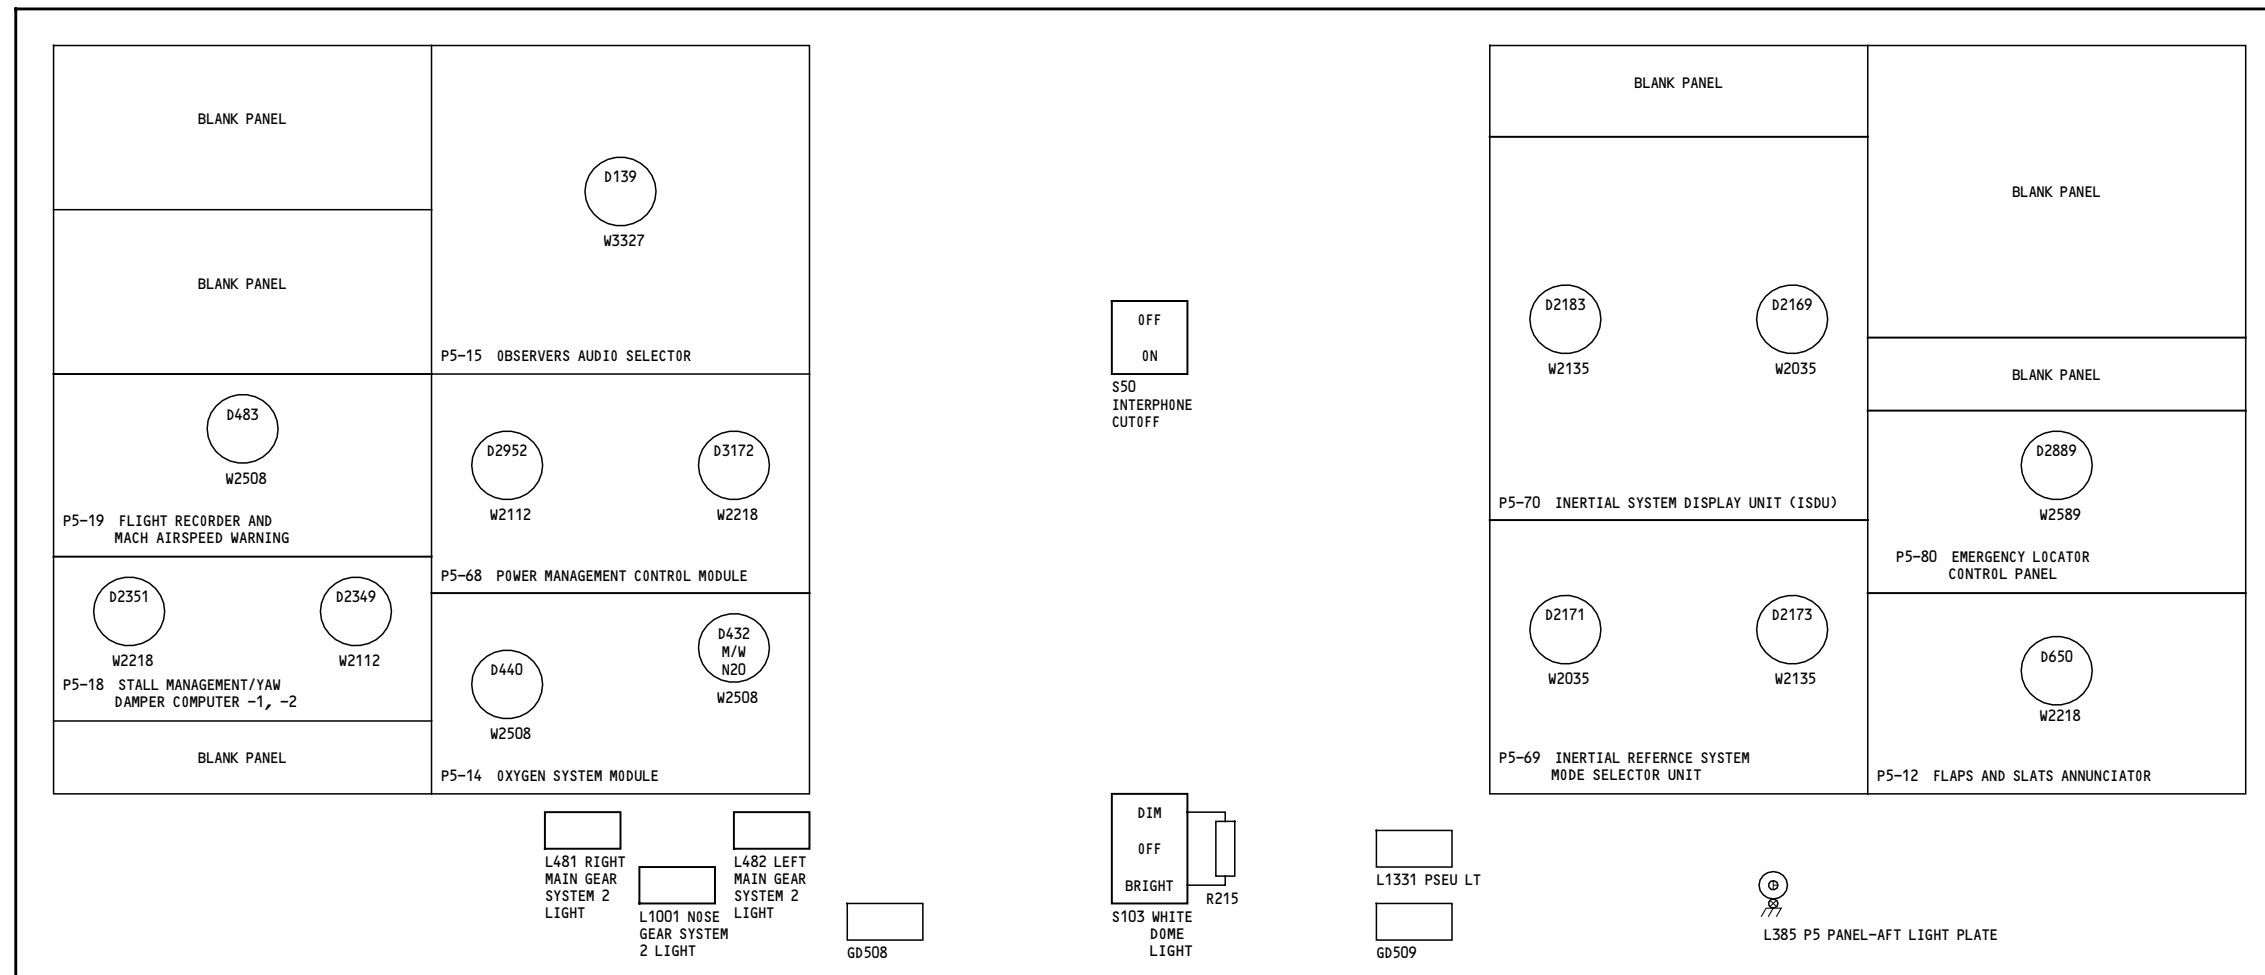 BLANK PANEL
BLANK PANEL
D139
W3327
P5-15 OBSERVERS AUDIO SELECTOR
D483
W2508
P5-19 FLIGHT RECORDER AND
MACH AIRSPEED WARNING
D2952
W2112
D3172
W2218
P5-68 POWER MANAGEMENT CONTROL MODULE
D2351
W2218
D2349
W2112
P5-18 STALL MANAGEMENT/YAW
DAMPER COMPUTER -1, -2
BLANK PANEL
D440
W2508
D432
M/W
N20
W2508
P5-14 OXYGEN SYSTEM MODULE
L481 RIGHT
MAIN GEAR
SYSTEM 2
LIGHT
L1001 NOSE
GEAR SYSTEM
2 LIGHT
L482 LEFT
MAIN GEAR
SYSTEM 2
LIGHT
GD508
OFF
ON
S50
INTERPHONE
CUTOFF
DIM
OFF
BRIGHT
R215
S103 WHITE
DOME
LIGHT
BLANK PANEL
D2183
W2135
D2169
W2035
P5-70 INERTIAL SYSTEM DISPLAY UNIT (ISDU)
D2171
W2035
D2173
W2135
P5-69 INERTIAL REFERNCE SYSTEM
MODE SELECTOR UNIT
BLANK PANEL
BLANK PANEL
D2889
W2589
P5-80 EMERGENCY LOCATOR
CONTROL PANEL
D650
W2218
P5-12 FLAPS AND SLATS ANNUNCIATOR
L1331 PSEU LT
GD509
L385 P5 PANEL-AFT LIGHT PLATE